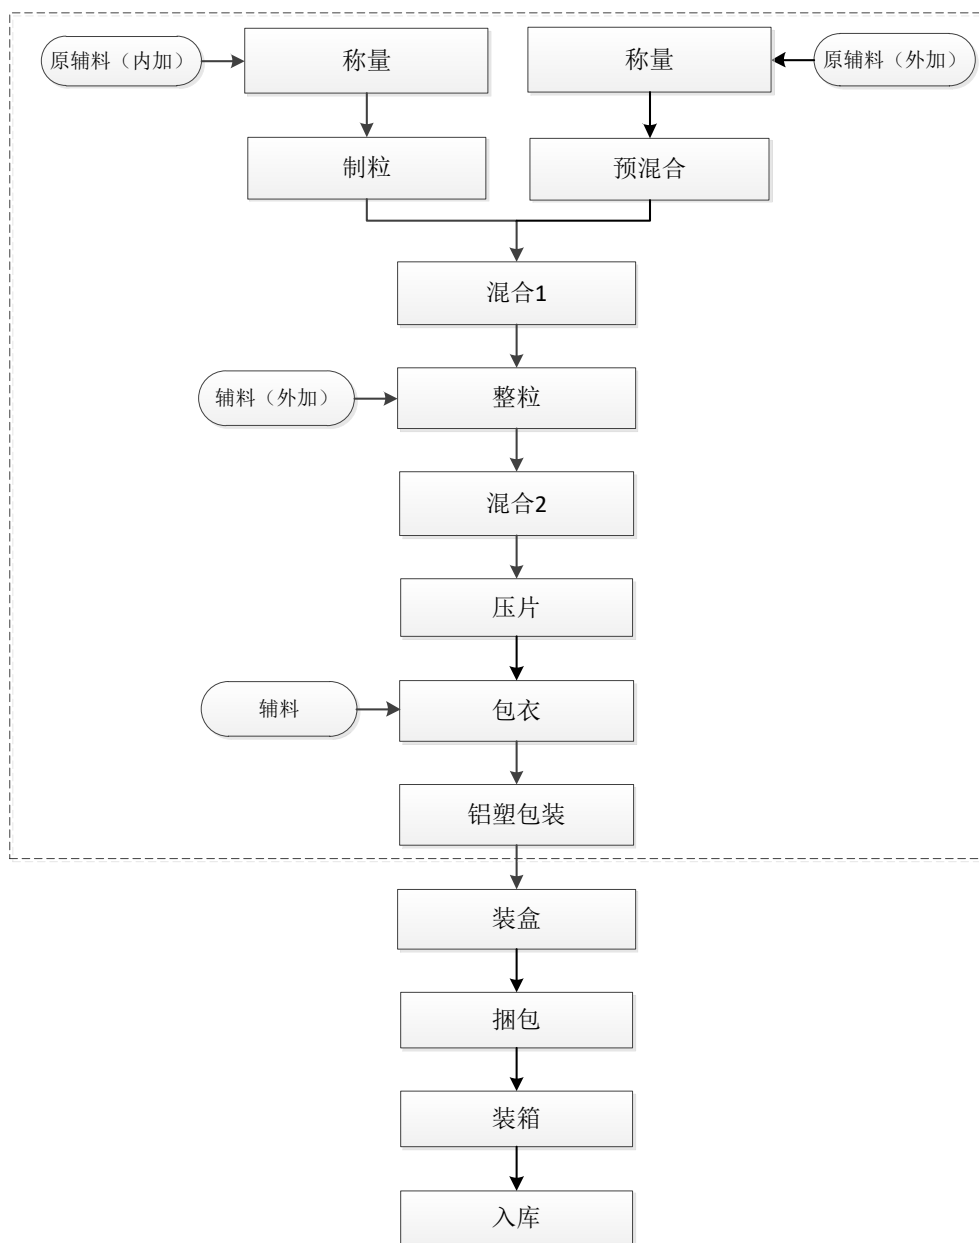 原辅料（内加）
称量
称量
原辅料（外加）
制粒
预混合
混合1
辅料（外加）
整粒
混合2
压片
辅料
包衣
铝塑包装
装盒
捆包
装箱
入库